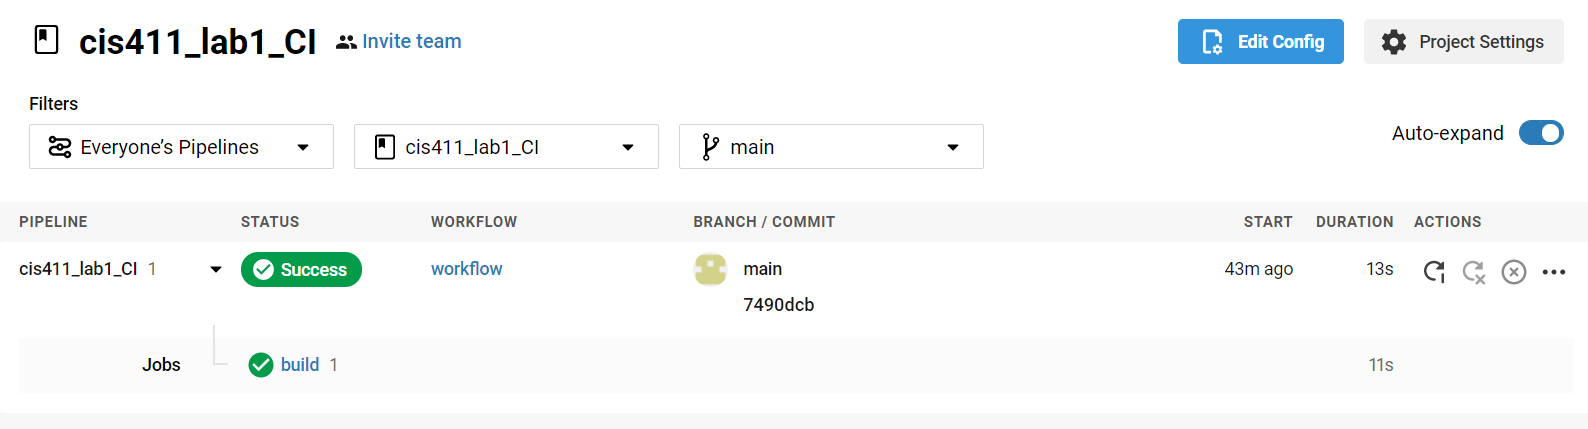 cis411_lab1_CI Invite team Edit Config Project Settings
Filters
Everyone's Pipelines cis411_lab1_CI main Auto-expand
PIPELINE STATUS WORKFLOW BRANCH / COMMIT START DURATION ACTIONS
cis411_lab1_CI 1 Success workflow main 43m ago 13s
7490dcb
Jobs build 1 11s